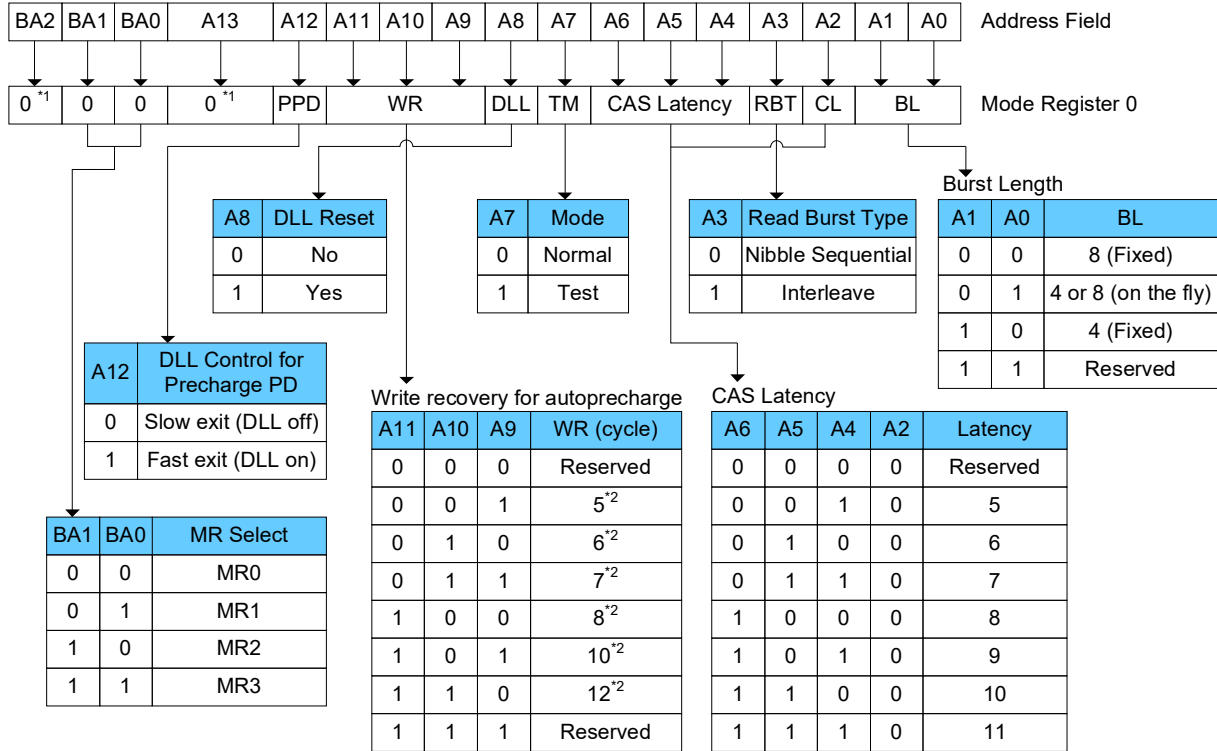 BA2 BA1 BA0 A13 A12 A11 A10 A9 A8 A7 A6 A5 A4 A3 A2 A1 A0 Address Field
0 *1 0 0 0 *1 PPD WR DLL TM CAS Latency RBT CL BL Mode Register 0
A8 DLL Reset
0 No
1 Yes
A7 Mode
0 Normal
1 Test
A3 Read Burst Type
0 Nibble Sequential
1 Interleave
Burst Length
A1 A0 BL
0 0 8 (Fixed)
0 1 4 or 8 (on the fly)
1 0 4 (Fixed)
1 1 Reserved
A12 DLL Control for
Precharge PD
0 Slow exit (DLL off)
1 Fast exit (DLL on)
BA1 BA0 MR Select
0 0 MR0
0 1 MR1
1 0 MR2
1 1 MR3
Write recovery for autoprecharge
A11 A10 A9 WR (cycle)
0 0 0 Reserved
0 0 1 5*2
0 1 0 6*2
0 1 1 7*2
1 0 0 8*2
1 0 1 10*2
1 1 0 12*2
1 1 1 Reserved
CAS Latency
A6 A5 A4 A2 Latency
0 0 0 0 Reserved
0 0 1 0 5
0 1 0 0 6
0 1 1 0 7
1 0 0 0 8
1 0 1 0 9
1 1 0 0 10
1 1 1 0 11